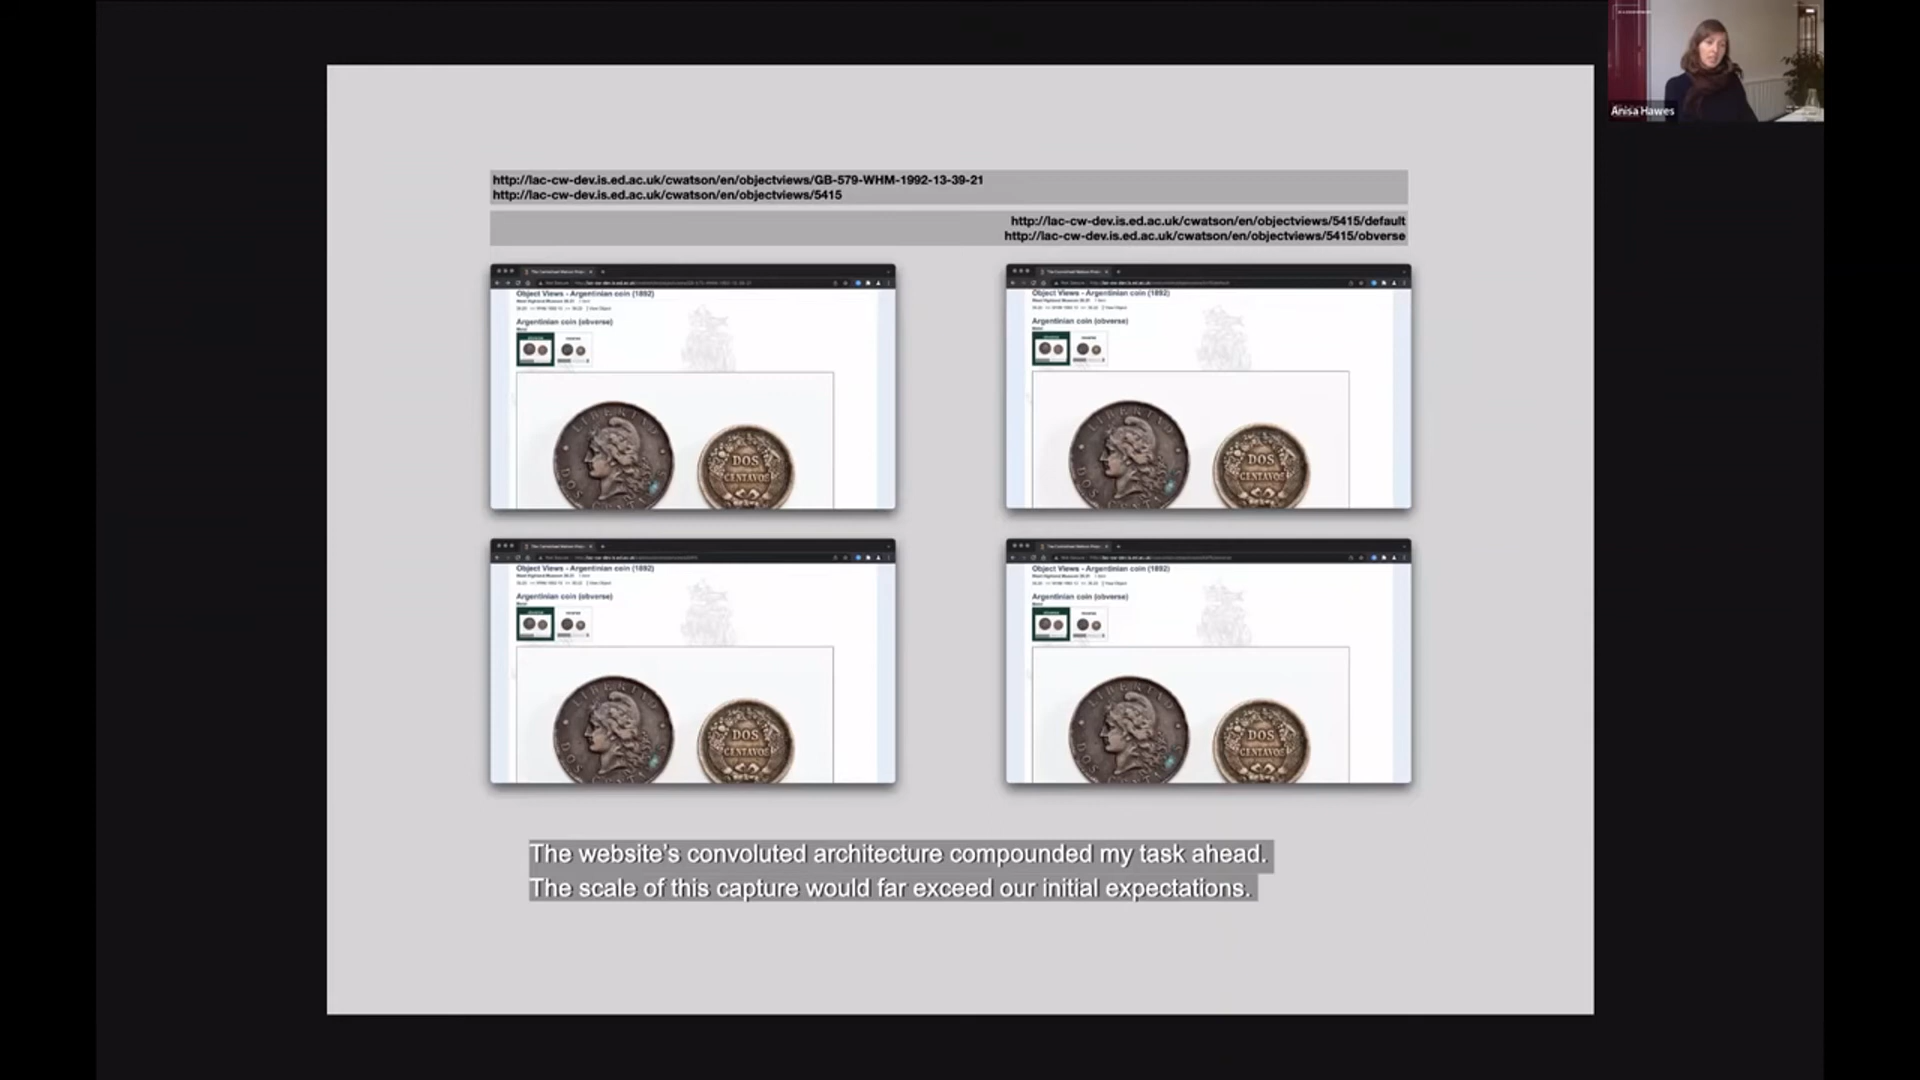 Anisa Hawes
http://lac-cw-dev.is.ed.ac.uk/cwatson/en/objectviews/GB-579-WHM-1992-13-39-21
http://lac-cw-dev.is.ed.ac.uk/cwatson/en/objectviews/5415
http://lac-cw-dev.is.ed.ac.uk/cwatson/en/objectviews/5415/default
http://lac-cw-dev.is.ed.ac.uk/cwatson/en/objectviews/5415/obverse
Object Views - Argentinian coin (1892)
Argentinian coin (obverse)
LIBERTAD
DOS
DOS
CENTAVOS
Object Views - Argentinian coin (1892)
Argentinian coin (obverse)
LIBERTAD
DOS
DOS
CENTAVOS
Object Views - Argentinian coin (1892)
Argentinian coin (obverse)
LIBERTAD
DOS
DOS
CENTAVOS
Object Views - Argentinian coin (1892)
Argentinian coin (obverse)
LIBERTAD
DOS
DOS
CENTAVOS
The website's convoluted architecture compounded my task ahead.
The scale of this capture would far exceed our initial expectations.